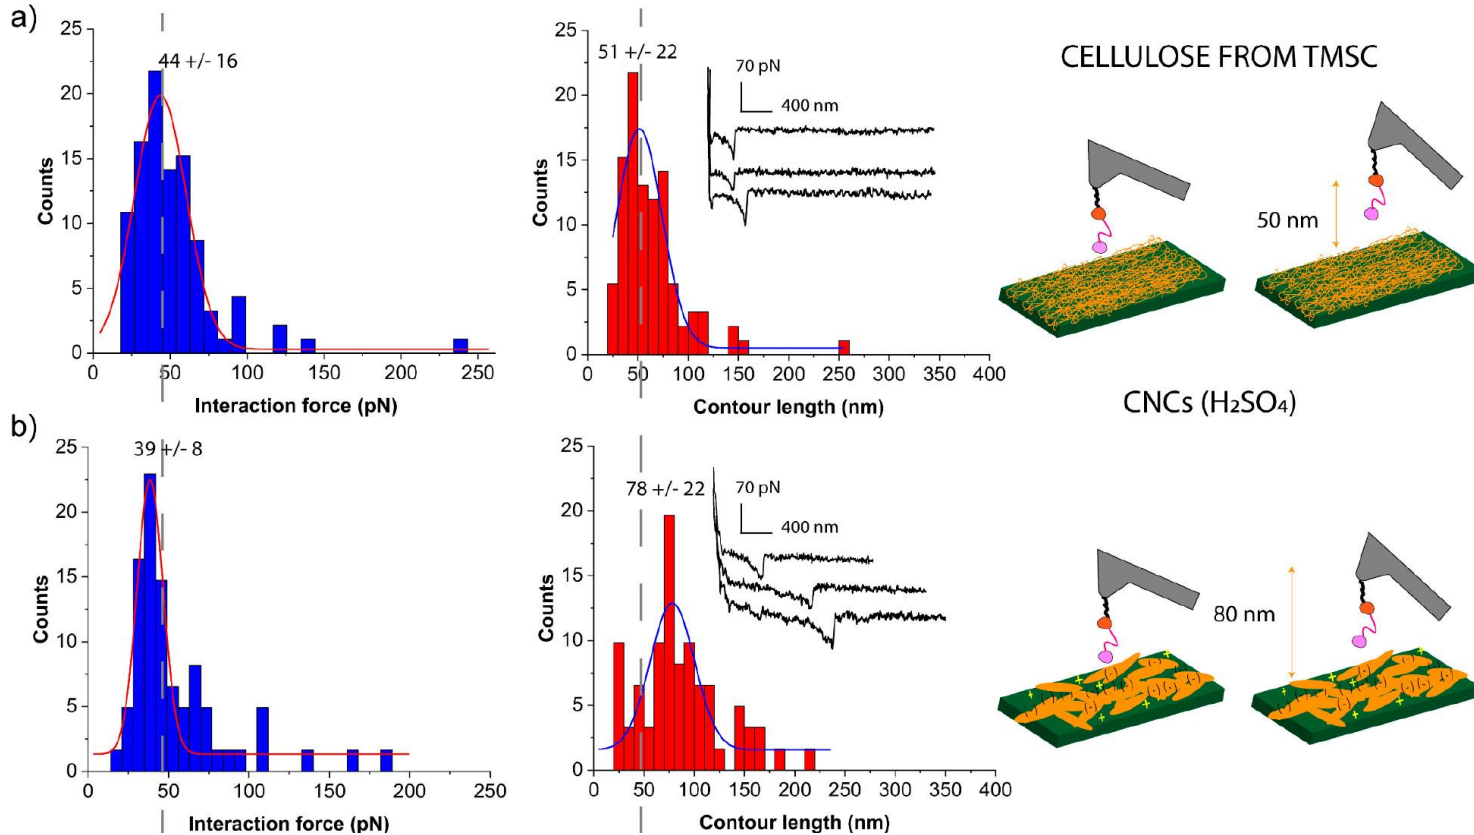 a)
44 +/- 16
Counts
25
20
15
10
5
0
0 50 100 150 200 250
Interaction force (pN)
51 +/- 22
70 pN
400 nm
Counts
25
20
15
10
5
0
0 50 100 150 200 250 300 350 400
Contour length (nm)
CELLULOSE FROM TMSC
50 nm
b)
39 +/- 8
Counts
25
20
15
10
5
0
0 50 100 150 200 250
Interaction force (pN)
78 +/- 22
70 pN
400 nm
Counts
25
20
15
10
5
0
0 50 100 150 200 250 300 350 400
Contour length (nm)
CNCs (H₂SO₄)
80 nm